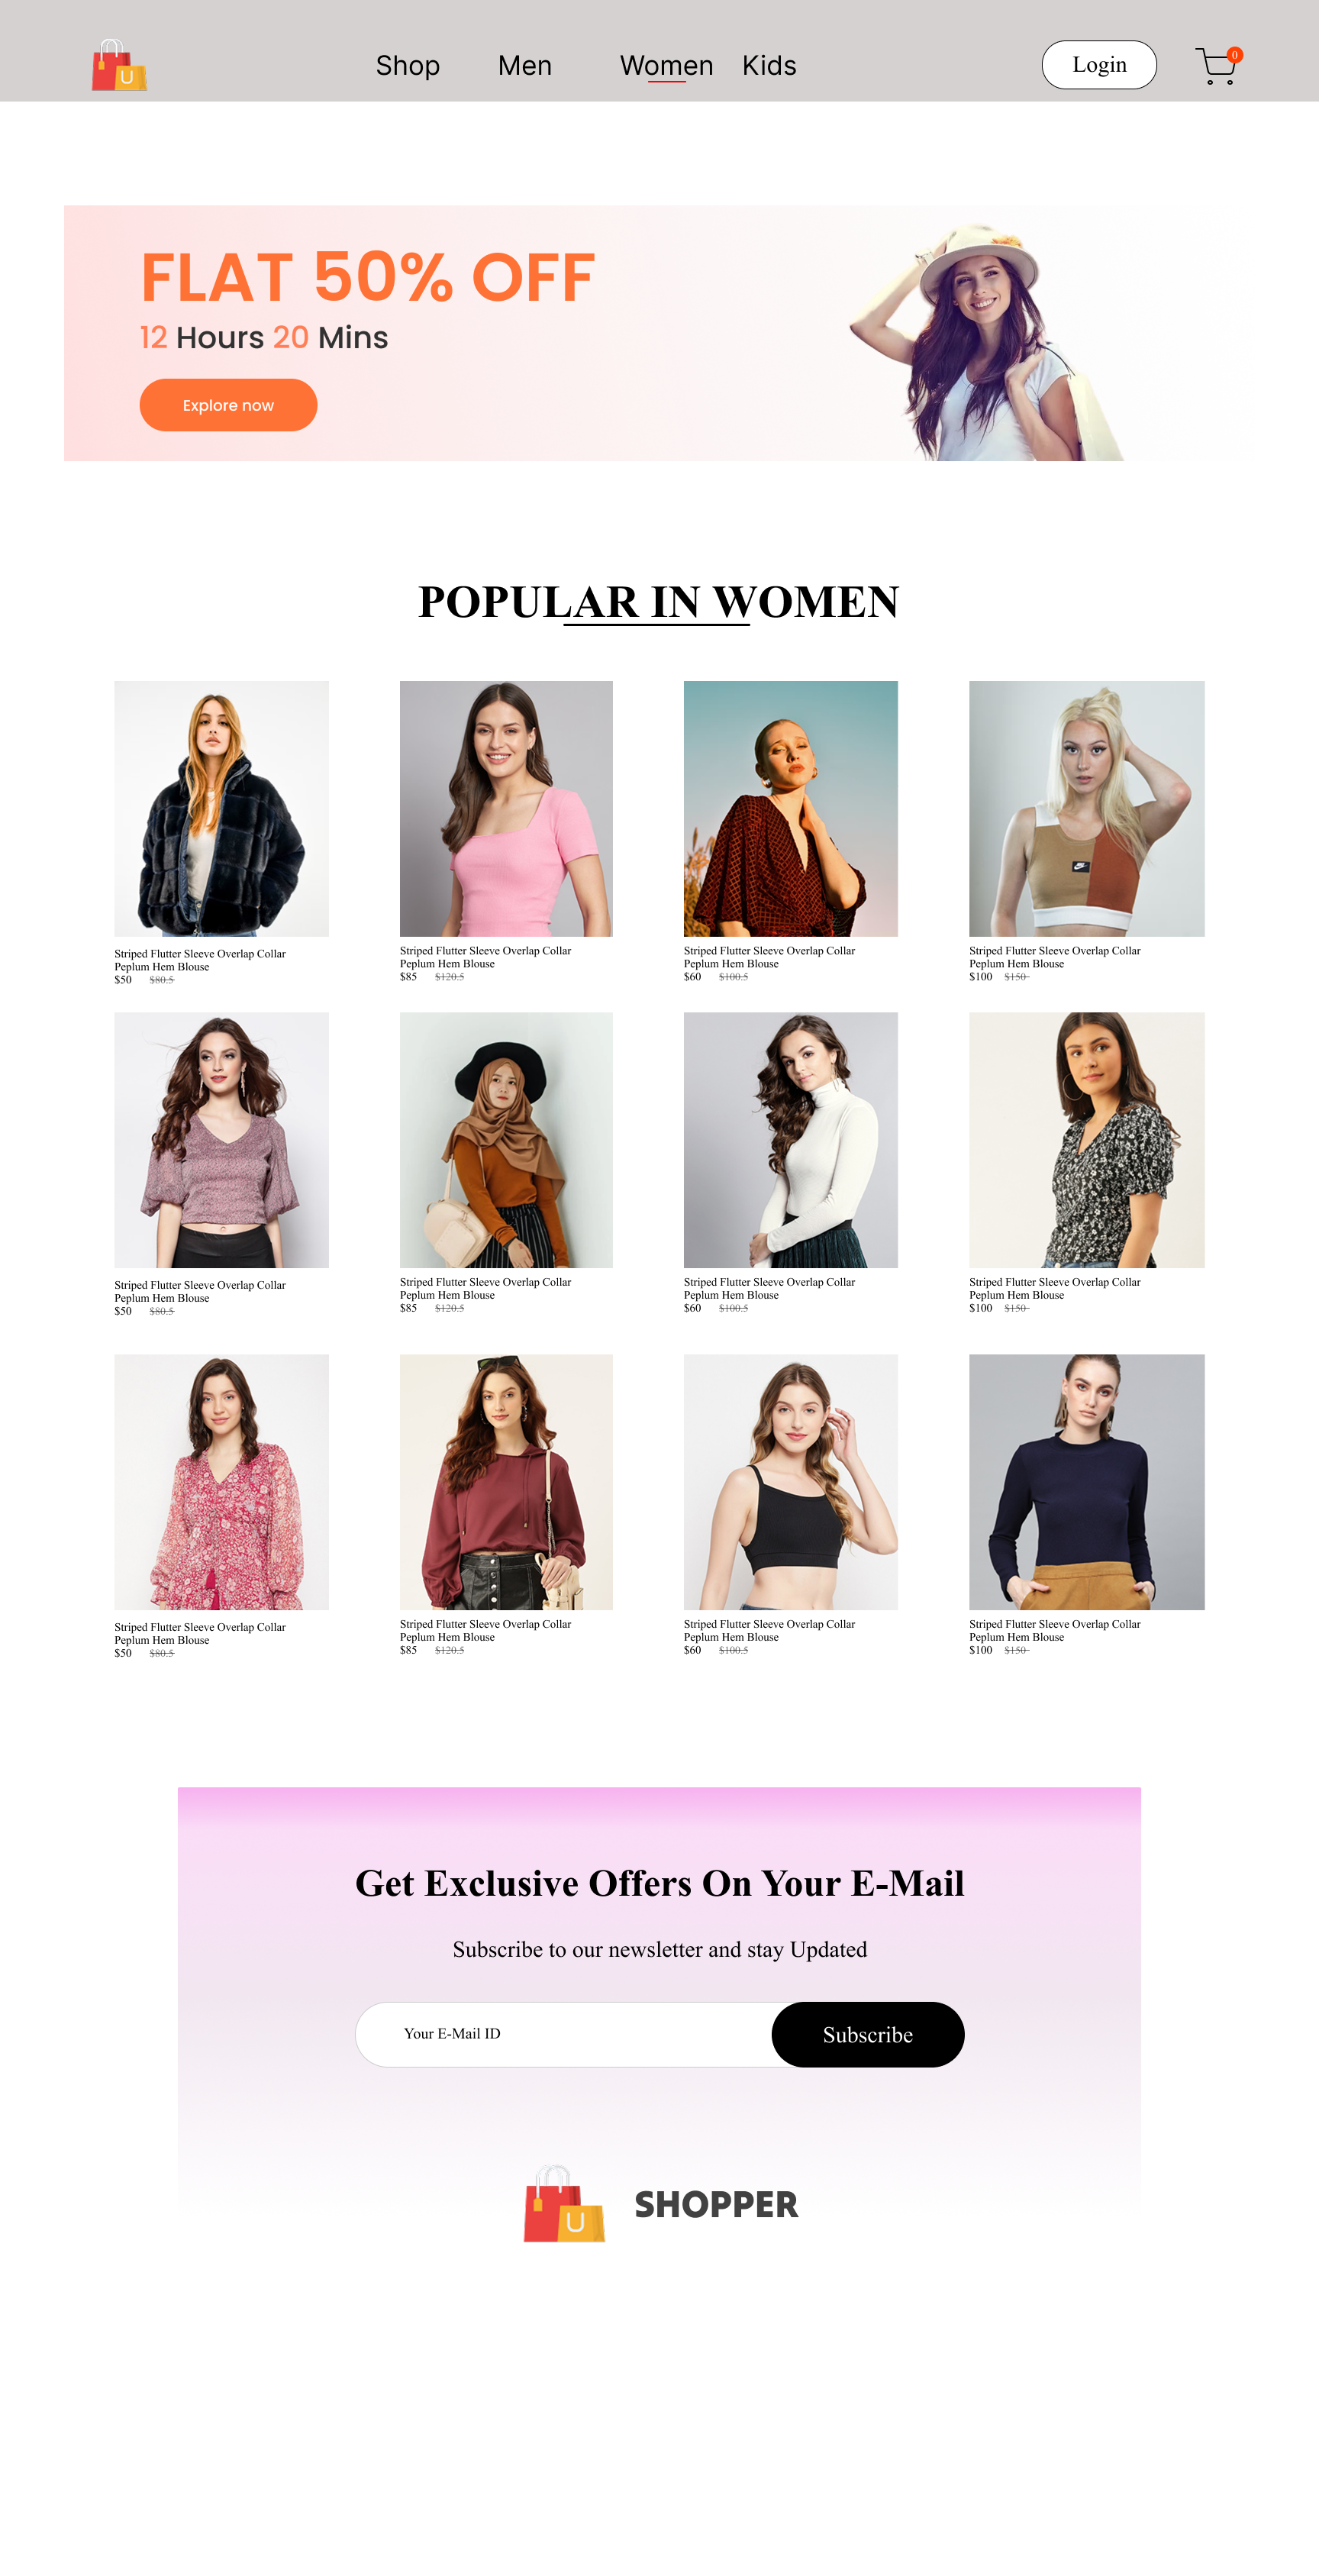 U
Shop Men Women Kids
Login
0
FLAT 50% OFF
12 Hours 20 Mins
Explore now
POPULAR IN WOMEN
Striped Flutter Sleeve Overlap Collar
Peplum Hem Blouse
$50 $80.5
Striped Flutter Sleeve Overlap Collar
Peplum Hem Blouse
$85 $120.5
Striped Flutter Sleeve Overlap Collar
Peplum Hem Blouse
$60 $100.5
Striped Flutter Sleeve Overlap Collar
Peplum Hem Blouse
$100 $150
Striped Flutter Sleeve Overlap Collar
Peplum Hem Blouse
$50 $80.5
Striped Flutter Sleeve Overlap Collar
Peplum Hem Blouse
$85 $120.5
Striped Flutter Sleeve Overlap Collar
Peplum Hem Blouse
$60 $100.5
Striped Flutter Sleeve Overlap Collar
Peplum Hem Blouse
$100 $150
Striped Flutter Sleeve Overlap Collar
Peplum Hem Blouse
$50 $80.5
Striped Flutter Sleeve Overlap Collar
Peplum Hem Blouse
$85 $120.5
Striped Flutter Sleeve Overlap Collar
Peplum Hem Blouse
$60 $100.5
Striped Flutter Sleeve Overlap Collar
Peplum Hem Blouse
$100 $150
Get Exclusive Offers On Your E-Mail
Subscribe to our newsletter and stay Updated
Your E-Mail ID
Subscribe
U
SHOPPER